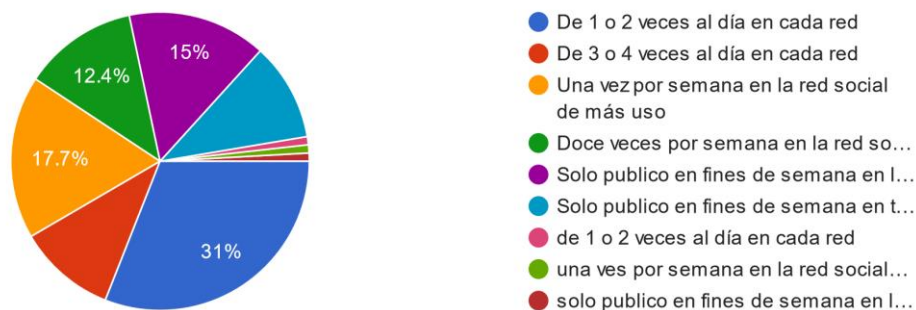 15%
12.4%
17.7%
31%
De 1 o 2 veces al día en cada red
De 3 o 4 veces al día en cada red
Una vez por semana en la red social
de más uso
Doce veces por semana en la red so…
Solo publico en fines de semana en l…
Solo publico en fines de semana en t…
de 1 o 2 veces al día en cada red
una ves por semana en la red social…
solo publico en fines de semana en l…